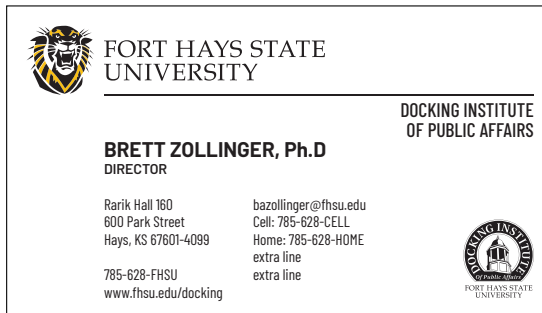 FORT HAYS STATE
UNIVERSITY
DOCKING INSTITUTE
OF PUBLIC AFFAIRS
BRETT ZOLLINGER, Ph.D
DIRECTOR
Rarik Hall 160
600 Park Street
Hays, KS 67601-4099
785-628-FHSU
www.fhsu.edu/docking
bazollinger@fhsu.edu
Cell: 785-628-CELL
Home: 785-628-HOME
extra line
extra line
DOCKING INSTITUTE
Of Public Affairs
FORT HAYS STATE
UNIVERSITY